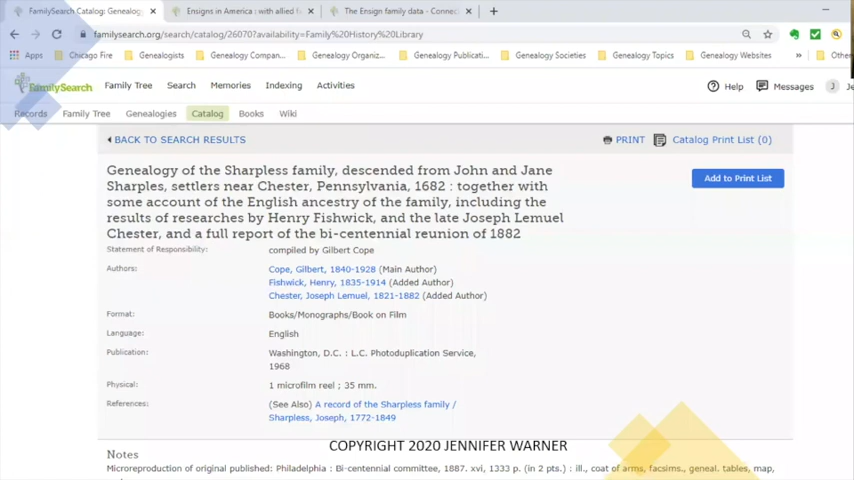 FamilySearch Catalog: Genealog
Ensigns in America : with allied f
The Ensign family data - Connec
familysearch.org/search/catalog/26070?availability=Family%20History%20Library
Apps Chicago Fire Genealogists Genealogy Compan... Genealogy Organiz... Genealogy Publicati... Genealogy Societies Genealogy Topics Genealogy Websites » Other
FamilySearch Family Tree Search Memories Indexing Activities Help Messages J Je
Records Family Tree Genealogies Catalog Books Wiki
BACK TO SEARCH RESULTS PRINT Catalog Print List (0)
Genealogy of the Sharpless family, descended from John and Jane
Sharples, settlers near Chester, Pennsylvania, 1682 : together with
some account of the English ancestry of the family, including the
results of researches by Henry Fishwick, and the late Joseph Lemuel
Chester, and a full report of the bi-centennial reunion of 1882
Add to Print List
Statement of Responsibility: compiled by Gilbert Cope
Authors: Cope, Gilbert, 1840-1928 (Main Author)
Fishwick, Henry, 1835-1914 (Added Author)
Chester, Joseph Lemuel, 1821-1882 (Added Author)
Format: Books/Monographs/Book on Film
Language: English
Publication: Washington, D.C. : L.C. Photoduplication Service,
1968
Physical: 1 microfilm reel ; 35 mm.
References: (See Also) A record of the Sharpless family /
Sharpless, Joseph, 1772-1849
COPYRIGHT 2020 JENNIFER WARNER
Notes
Microreproduction of original published: Philadelphia : Bi-centennial committee, 1887. xvi, 1333 p. (in 2 pts.) : ill., coat of arms, facsims., geneal. tables, map,